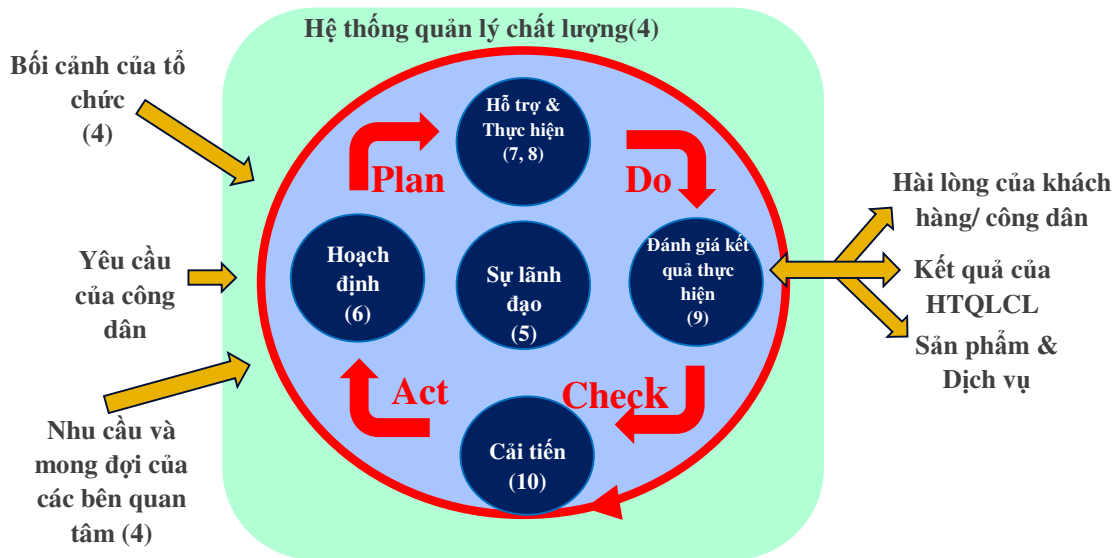 Hệ thống quản lý chất lượng(4)
Bối cảnh của tổ
chức
(4)
Yêu cầu
của công
dân
Nhu cầu và
mong đợi của
các bên quan
tâm (4)
Hỗ trợ &
Thực hiện
(7, 8)
Plan
Do
Hoạch
định
(6)
Sự lãnh
đạo
(5)
Đánh giá kết
quả thực
hiện
(9)
Act
Check
Cải tiến
(10)
Hài lòng của khách
hàng/ công dân
Kết quả của
HTQLCL
Sản phẩm &
Dịch vụ